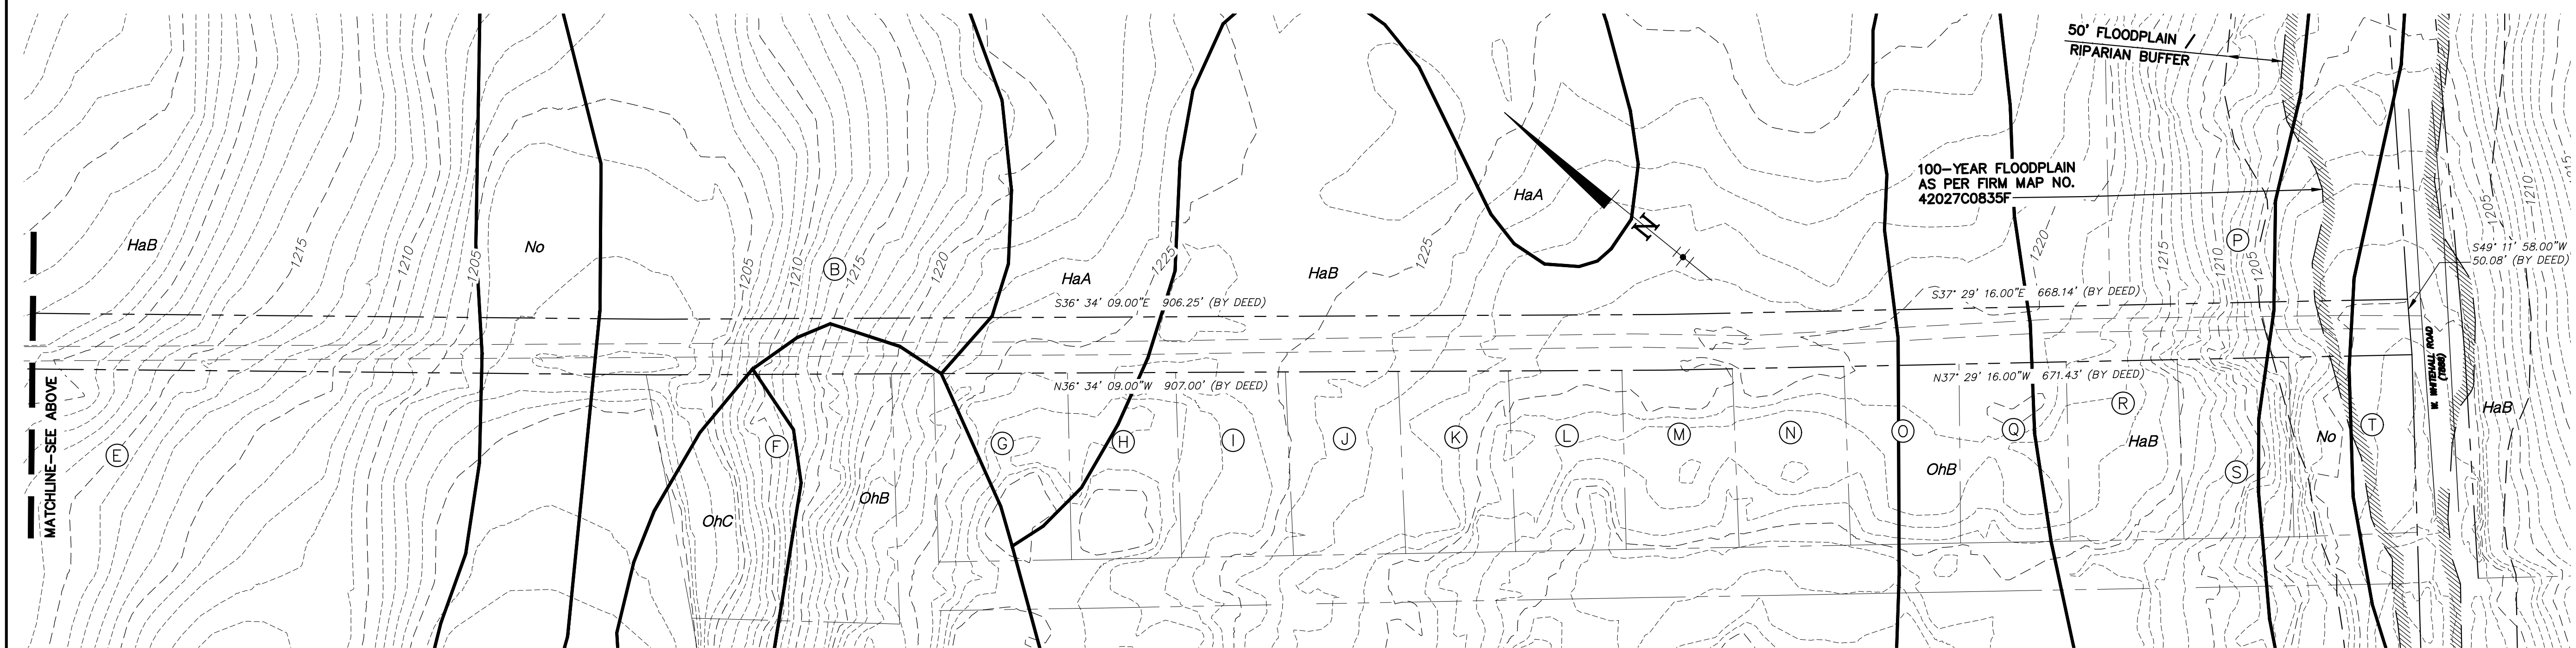 50' FLOODPLAIN /
RIPARIAN BUFFER
100-YEAR FLOODPLAIN
AS PER FIRM MAP NO.
42027C0835F
HaB
1215
1210
1205
No
1205
1210
B
1215
1220
HaA
1225
HaB
1225
HaA
N
1220
1215
1210
1205
P
1205
1210
1215
S49° 11' 58.00"W
50.08' (BY DEED)
S36° 34' 09.00"E 906.25' (BY DEED)
S37° 29' 16.00"E 668.14' (BY DEED)
N36° 34' 09.00"W 907.00' (BY DEED)
N37° 29' 16.00"W 671.43' (BY DEED)
W. WHITEHALL ROAD
MATCHLINE-SEE ABOVE
E
F
G
H
I
J
K
L
M
N
O
Q
R
S
T
OhC
OhB
OhB
HaB
No
HaB